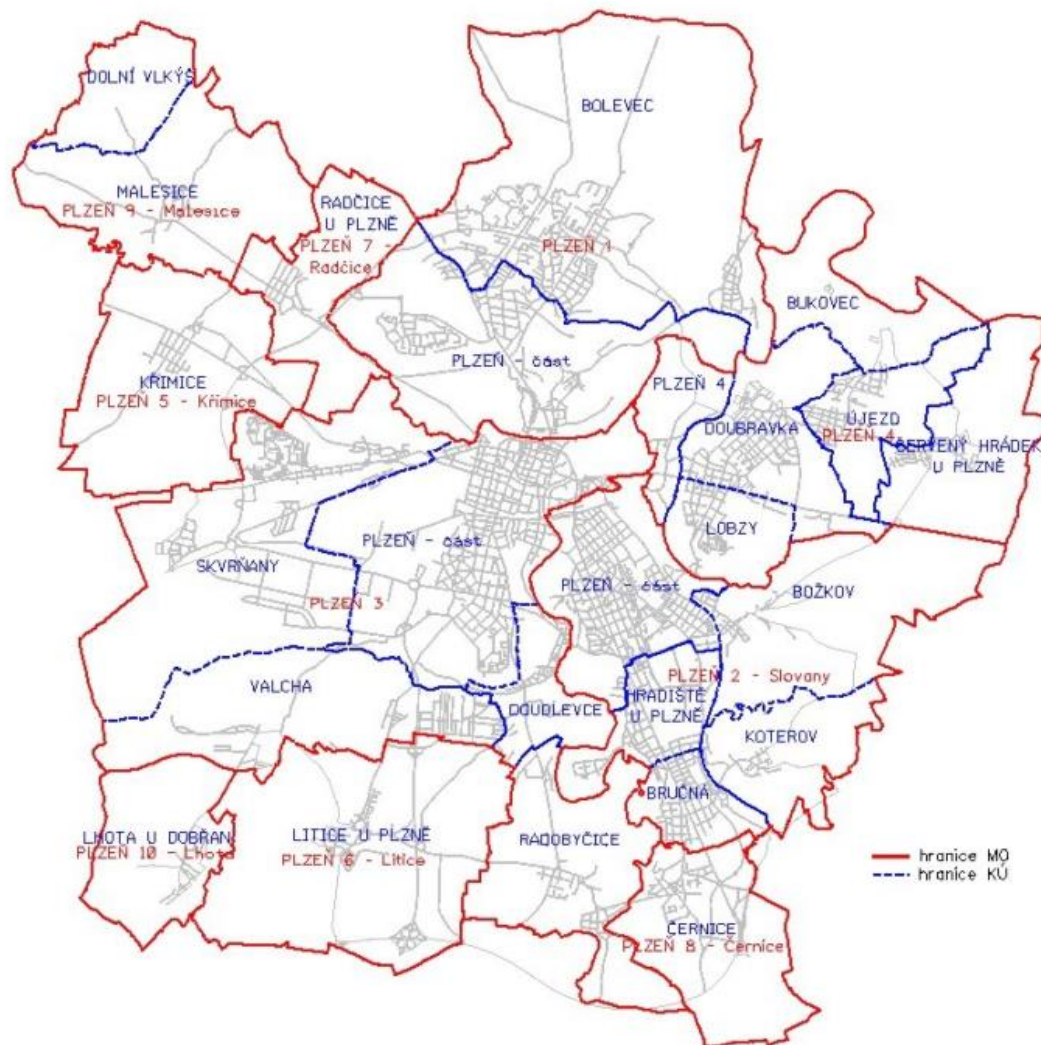 DOLNÍ VLKÝŠ
BOLEVEC
MALESICE
PLZEŇ 9 - Malesice
RADČICE
U PLZNĚ
PLZEŇ 7 -
Radčice
PLZEŇ 1
BUKOVEC
PLZEŇ - část
KŘIMICE
PLZEŇ 5 - Křimice
PLZEŇ 4
DOUBRAVKA
ÚJEZD
PLZEŇ 4
ČERVENÝ HRÁDEK
U PLZNĚ
LOBZY
PLZEŇ - část
SKVRŇANY
PLZEŇ 3
PLZEŇ - část
BOŽKOV
PLZEŇ 2 - Slovany
VALCHA
DOUDLEVCE
HRADIŠTĚ
U PLZNĚ
KOTEROV
BRUČNÁ
LHOTA U DOBŘAN
PLZEŇ 10 - Lhota
LITICE U PLZNĚ
PLZEŇ 6 - Litice
RADOBYČICE
hranice MO
hranice KÚ
ČERNICE
PLZEŇ 8 - Černice